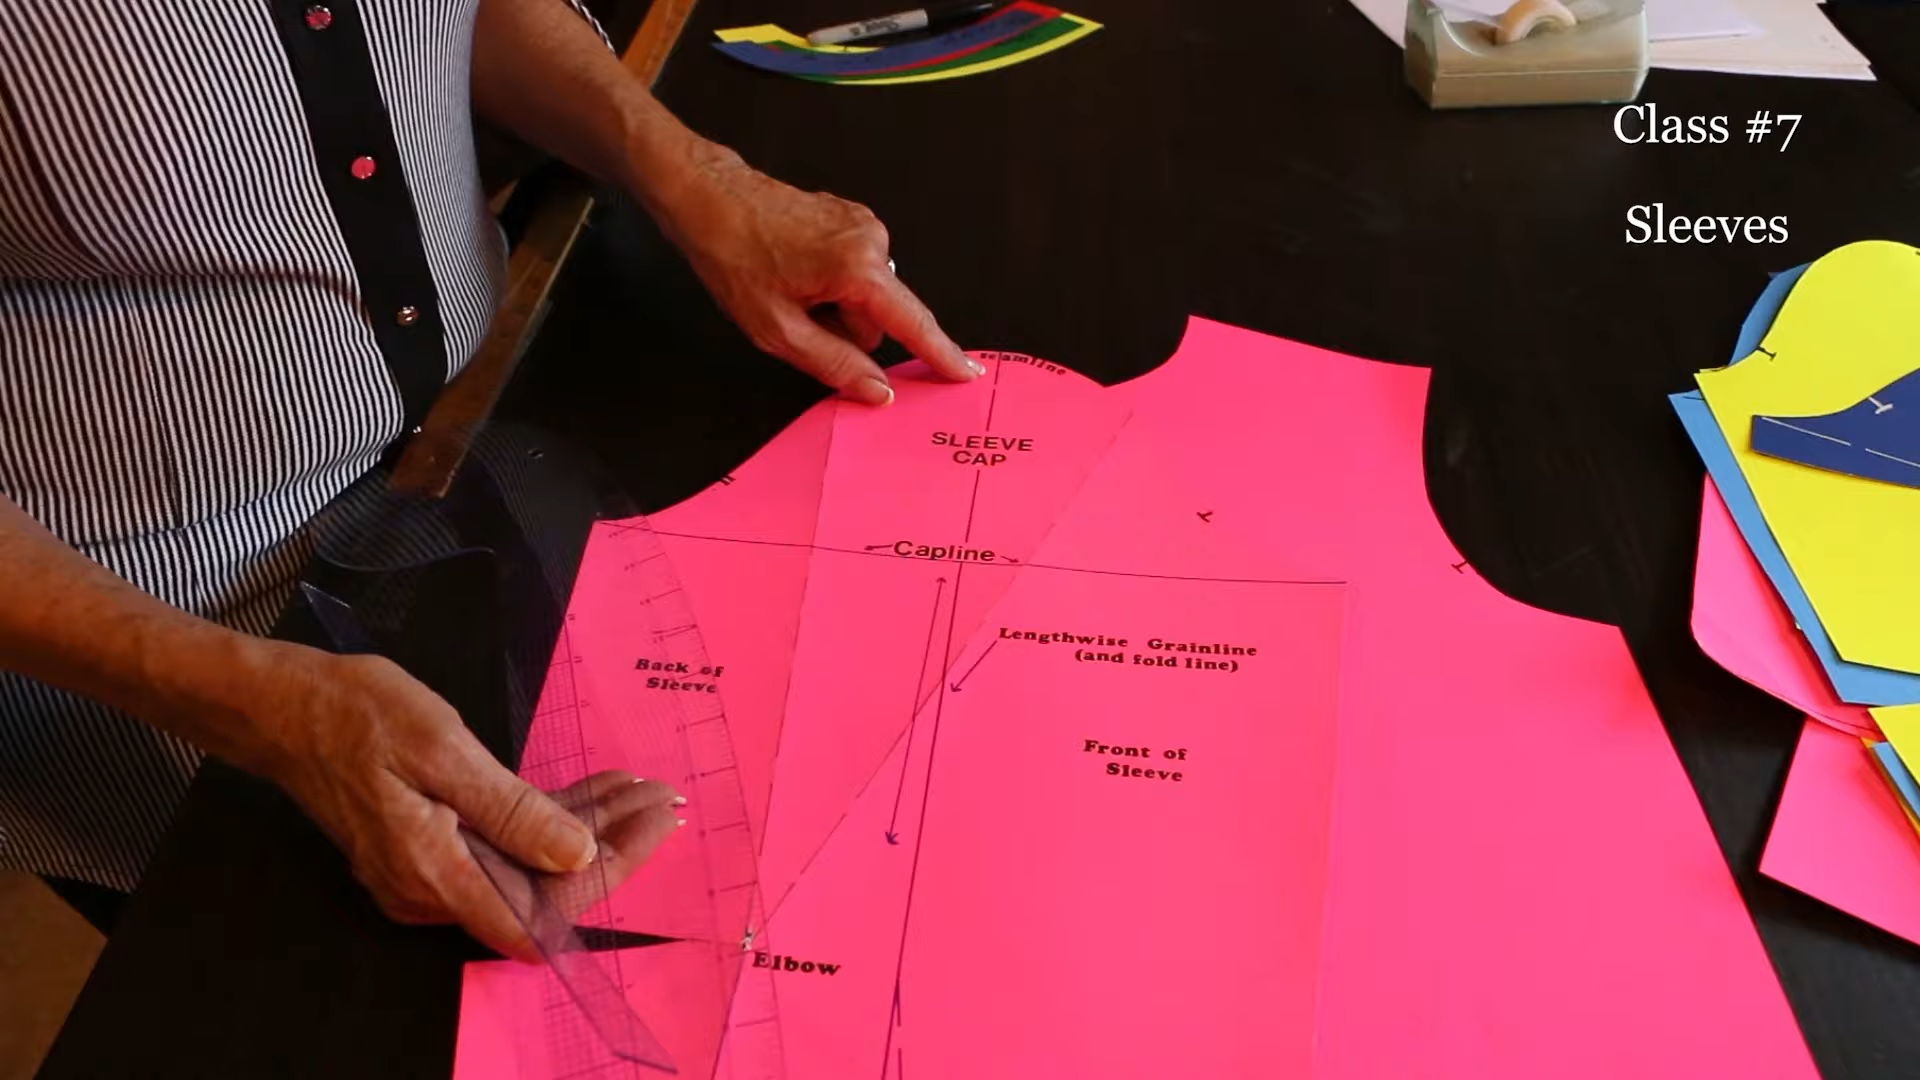 Class #7
Sleeves
seamline
SLEEVE
CAP
Capline
Lengthwise Grainline
(and fold line)
Back of
Sleeve
Front of
Sleeve
Elbow